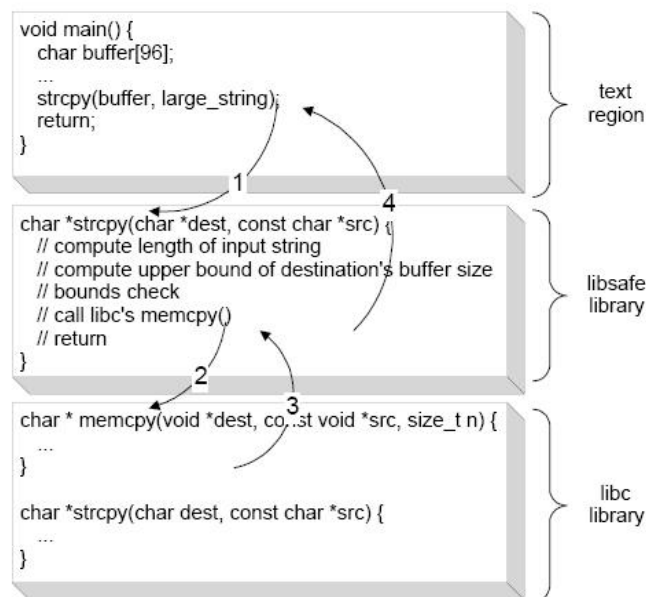 void main() {
char buffer[96];
...
strcpy(buffer, large_string);
return;
}
text
region
1
4
char *strcpy(char *dest, const char *src) {
// compute length of input string
// compute upper bound of destination's buffer size
// bounds check
// call libc's memcpy()
// return
}
libsafe
library
2
3
char * memcpy(void *dest, const void *src, size_t n) {
...
}
char *strcpy(char dest, const char *src) {
...
}
libc
library